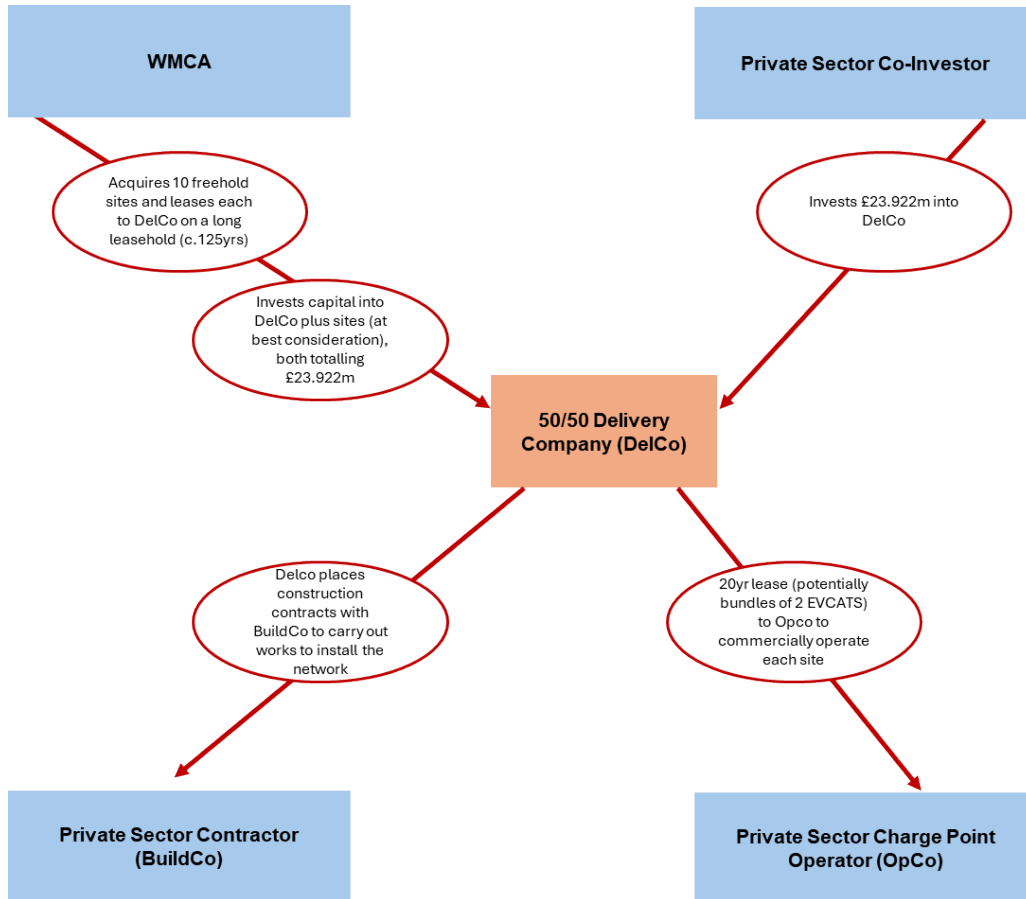 WMCA
Private Sector Co-Investor
Acquires 10 freehold
sites and leases each
to DelCo on a long
leasehold (c.125yrs)
Invests £23.922m into
DelCo
Invests capital into
DelCo plus sites (at
best consideration),
both totalling
£23.922m
50/50 Delivery
Company (DelCo)
Delco places
construction
contracts with
BuildCo to carry out
works to install the
network
20yr lease (potentially
bundles of 2 EVCATS)
to Opco to
commercially operate
each site
Private Sector Contractor
(BuildCo)
Private Sector Charge Point
Operator (OpCo)